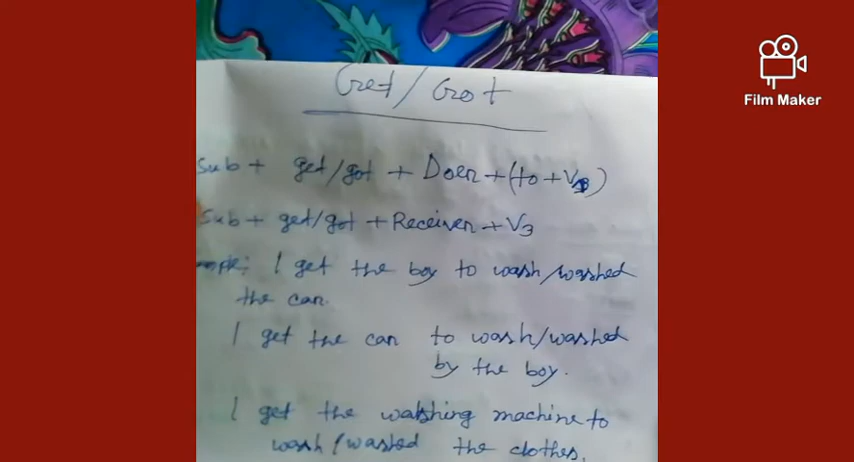 Get/Got
Sub + get/got + Doer + (to + V1)
Sub + get/got + Receiver + V3
mple: I get the boy to wash/washed
the car.
I get the car to wash/washed
by the boy.
I get the washing machine to
wash/washed the clothes.
Film Maker